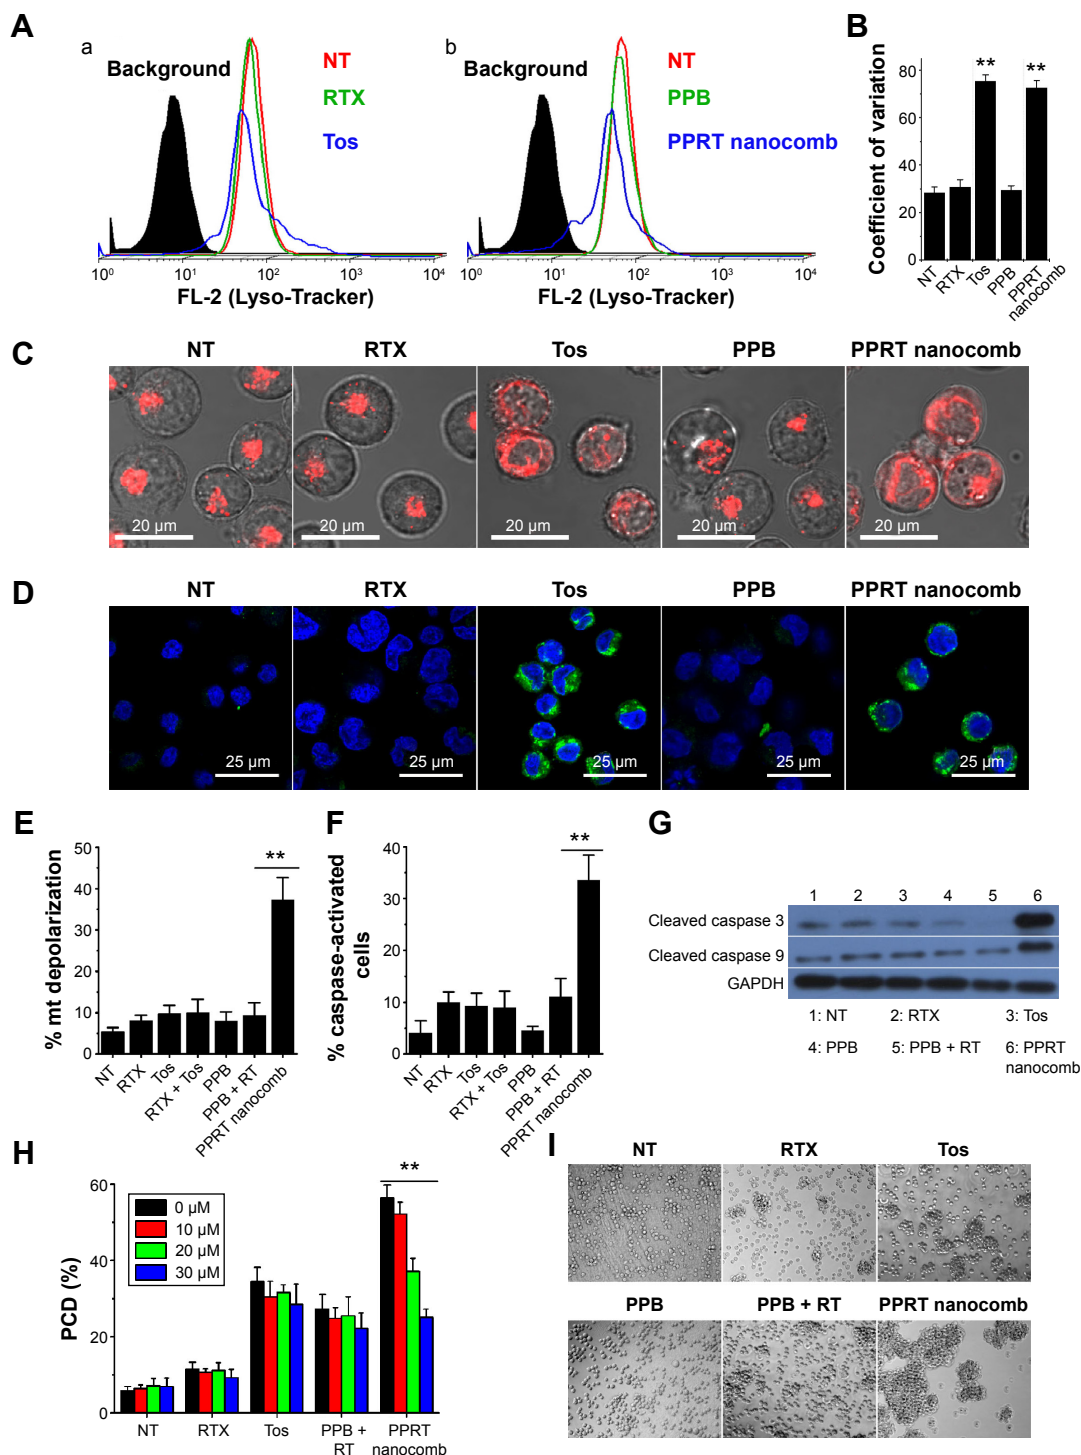 A
a
Background
NT
RTX
Tos
10⁰ 10¹ 10² 10³ 10⁴
FL-2 (Lyso-Tracker)
b
Background
NT
PPB
PPRT nanocomb
10⁰ 10¹ 10² 10³ 10⁴
FL-2 (Lyso-Tracker)
B
Coefficient of variation
80
60
40
20
0
** **
NT RTX Tos PPB PPRT nanocomb
C
NT RTX Tos PPB PPRT nanocomb
20 µm 20 µm 20 µm 20 µm 20 µm
D
NT RTX Tos PPB PPRT nanocomb
25 µm 25 µm 25 µm 25 µm 25 µm
E
% mt depolarization
50
40
30
20
10
0
**
NT RTX Tos RTX + Tos PPB PPB + RT PPRT nanocomb
F
% caspase-activated cells
40
30
20
10
0
**
NT RTX Tos RTX + Tos PPB PPB + RT PPRT nanocomb
G
1 2 3 4 5 6
Cleaved caspase 3
Cleaved caspase 9
GAPDH
1: NT 2: RTX 3: Tos
4: PPB 5: PPB + RT 6: PPRT
nanocomb
H
PCD (%)
60
40
20
0
0 µM
10 µM
20 µM
30 µM
**
NT RTX Tos PPB + RT PPRT nanocomb
I
NT RTX Tos
PPB PPB + RT PPRT nanocomb